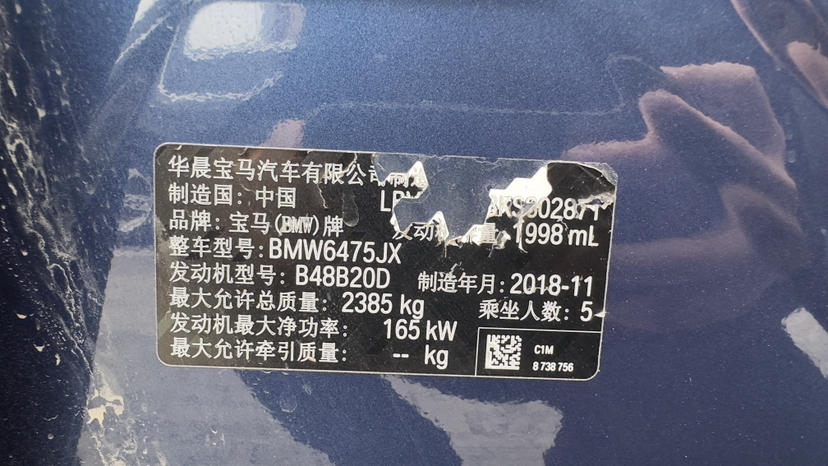 华晨宝马汽车有限公司制造
制造国: 中国
品牌: 宝马(BMW)牌 1998 mL
整车型号: BMW6475JX
发动机型号: B48B20D 制造年月: 2018-11
最大允许总质量: 2385 kg 乘坐人数: 5
发动机最大净功率: 165 kW
最大允许牵引质量: -- kg
C1M
8 738 756